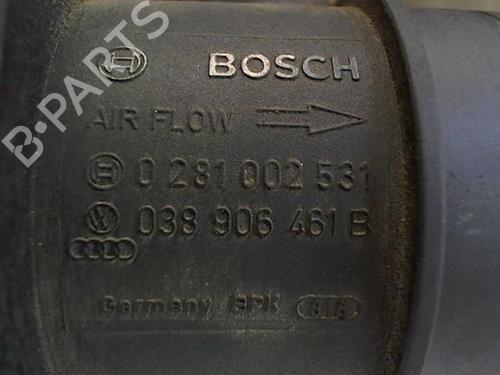 B-PARTS
BOSCH
AIR FLOW
0 281 002 531
038 906 461 B
Germany